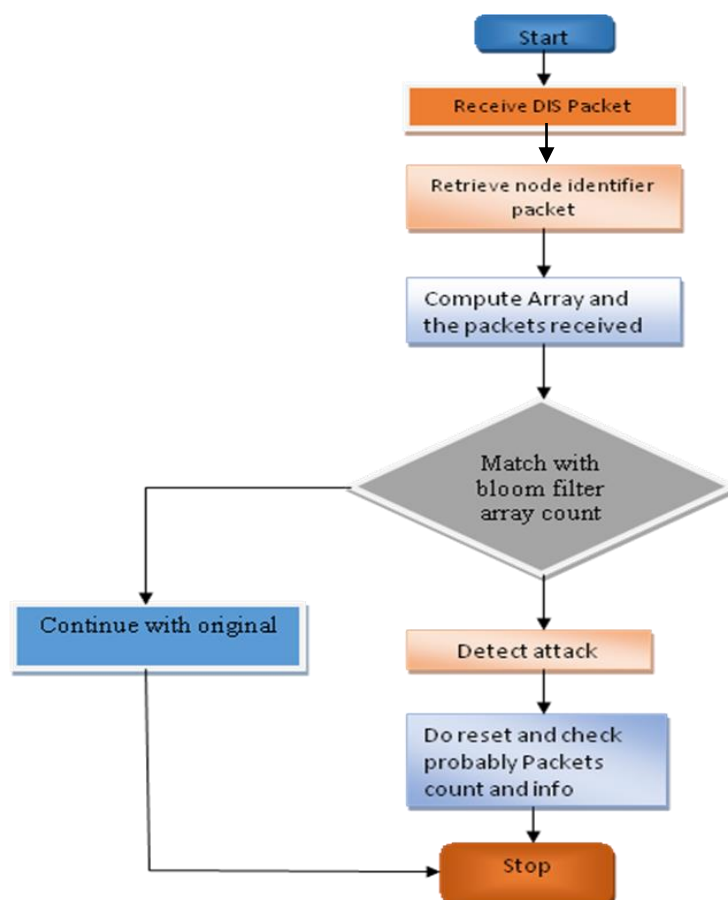 Start
Receive DIS Packet
Retrieve node identifier
packet
Compute Array and
the packets received
Match with
bloom filter
array count
Continue with original
Detect attack
Do reset and check
probably Packets
count and info
Stop